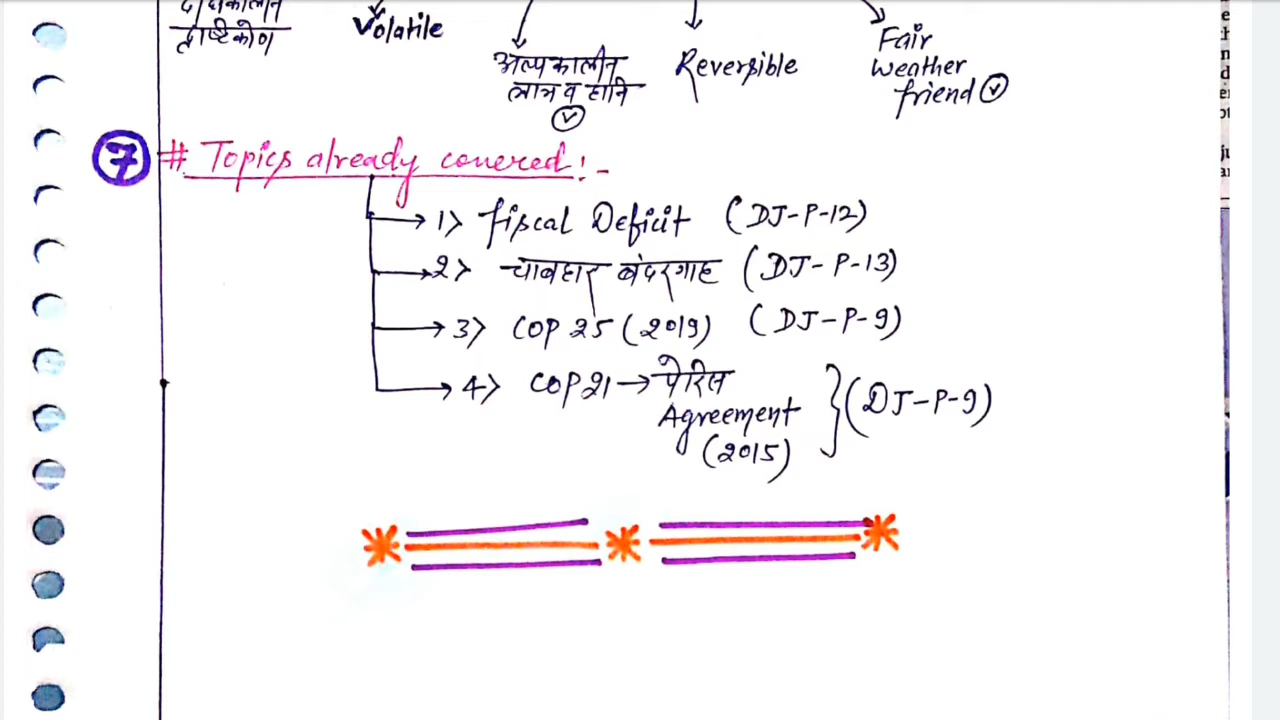 दृष्टिकोण
Volatile
अल्पकालीन
लाभ व हानि
Reversible
Fair
Weather
friend
7 # Topics already covered:-
1> Fiscal Deficit (DJ-P-12)
2> चाबहार बंदरगाह (DJ-P-13)
3> COP 25 (2019) (DJ-P-9)
4> COP 21 → पेरिस
Agreement
(2015) } (DJ-P-9)